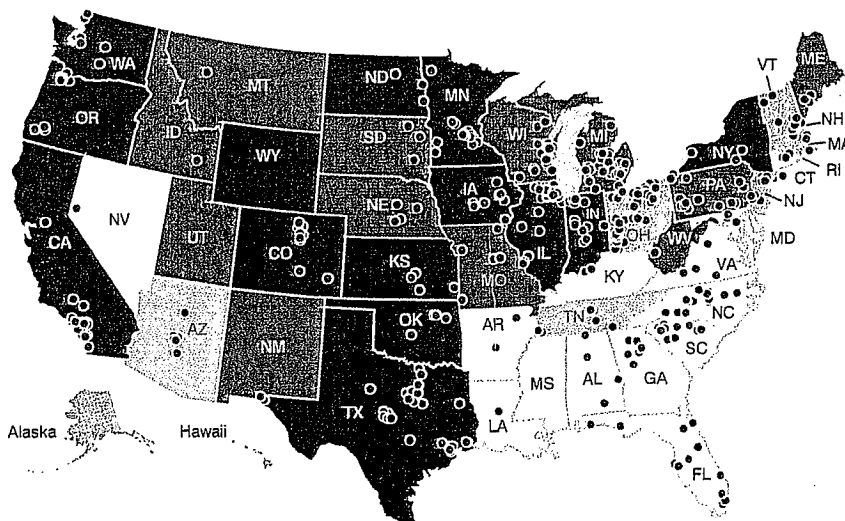 WA
MT
ND
MN
VT
ME
OR
ID
SD
WI
MI
NH
MA
WY
NY
RI
CT
NV
NE
IA
PA
NJ
CA
UT
CO
IL
IN
OH
WV
MD
KS
MO
KY
VA
AZ
NM
OK
AR
TN
NC
SC
TX
LA
MS
AL
GA
Alaska
Hawaii
FL